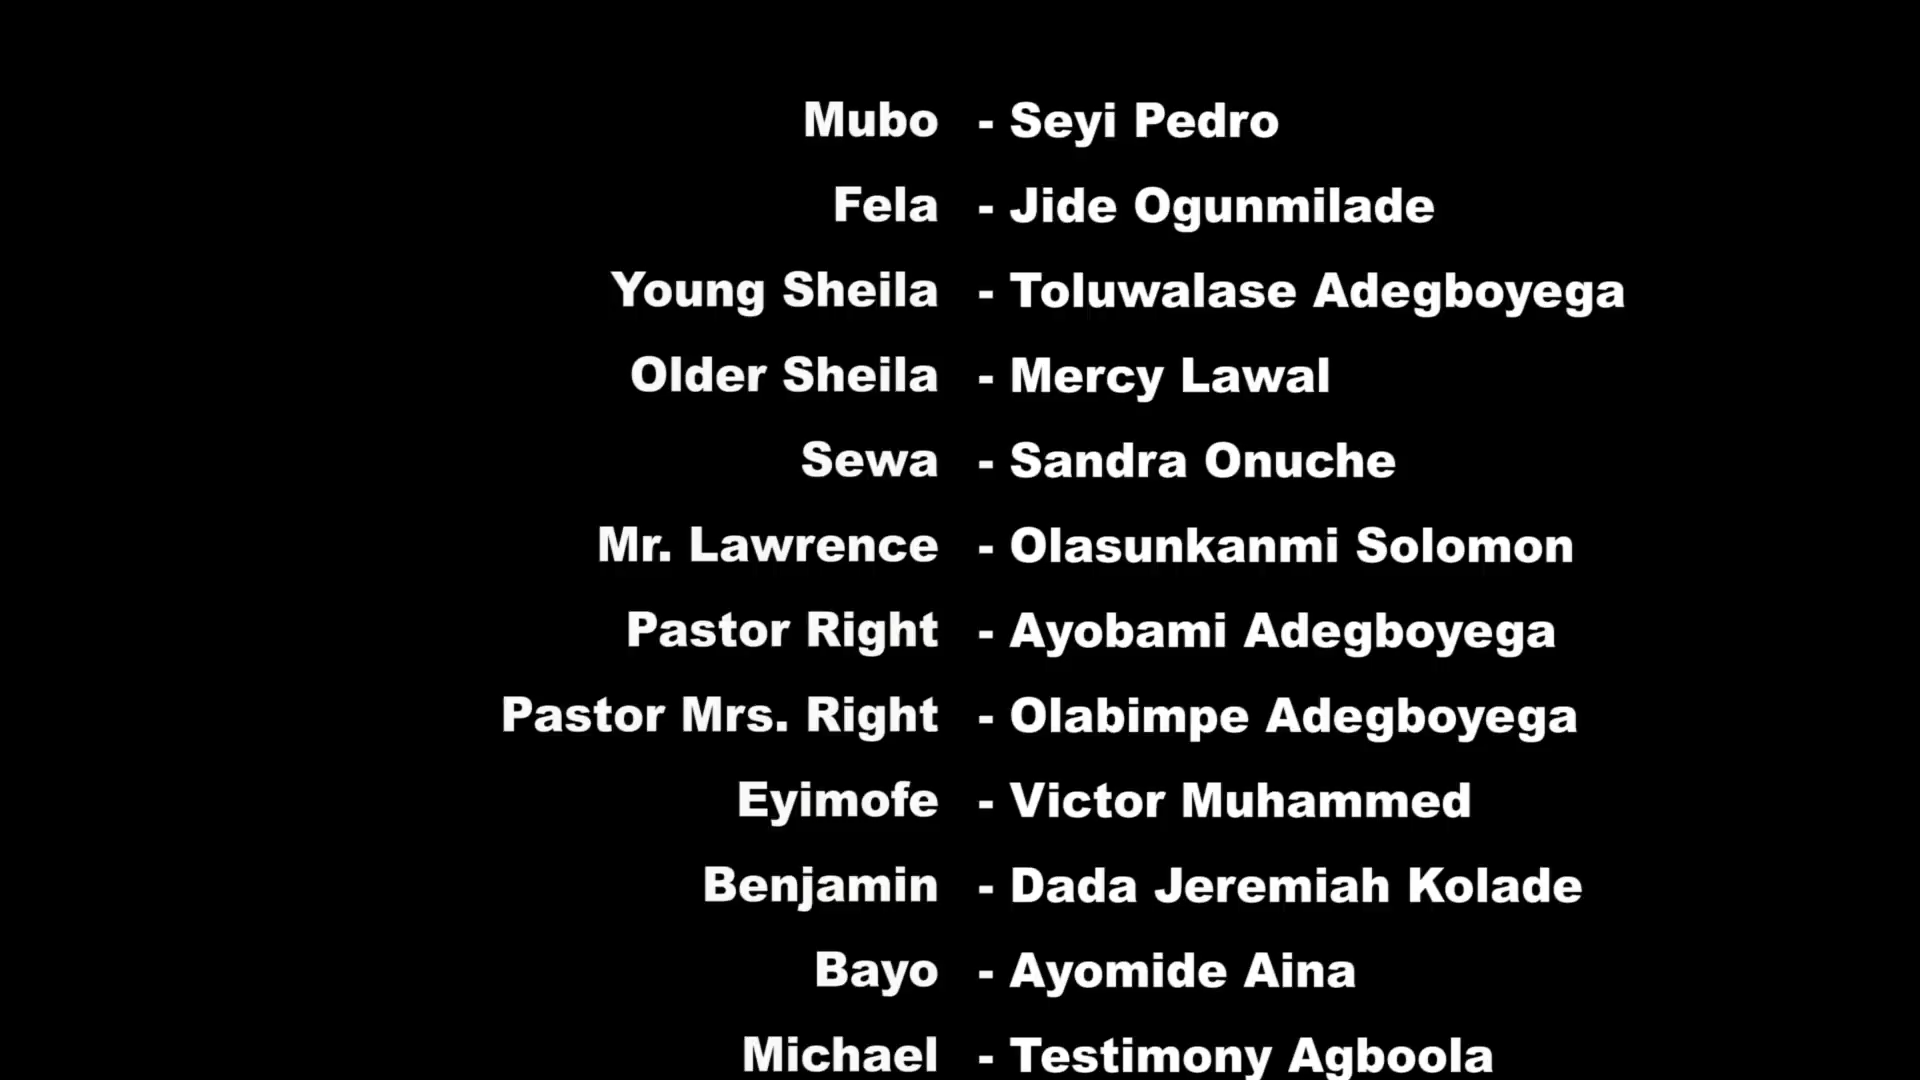 Mubo - Seyi Pedro
Fela - Jide Ogunmilade
Young Sheila - Toluwalase Adegboyega
Older Sheila - Mercy Lawal
Sewa - Sandra Onuche
Mr. Lawrence - Olasunkanmi Solomon
Pastor Right - Ayobami Adegboyega
Pastor Mrs. Right - Olabimpe Adegboyega
Eyimofe - Victor Muhammed
Benjamin - Dada Jeremiah Kolade
Bayo - Ayomide Aina
Michael - Testimony Agboola